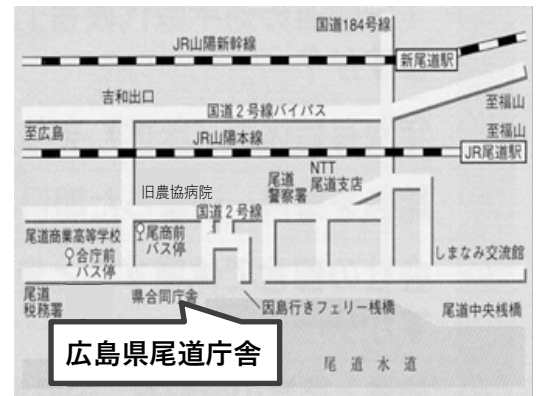 国道184号線
JR山陽新幹線
新尾道駅
吉和出口
国道2号線バイパス
至福山
至広島
JR山陽本線
至福山
JR尾道駅
NTT
尾道支店
尾道
警察署
旧農協病院
国道2号線
尾道商業高等学校
尾商前
バス停
合庁前
バス停
しまなみ交流館
尾道
税務署
県合同庁舎
因島行きフェリー桟橋
尾道中央桟橋
広島県尾道庁舎
尾道水道